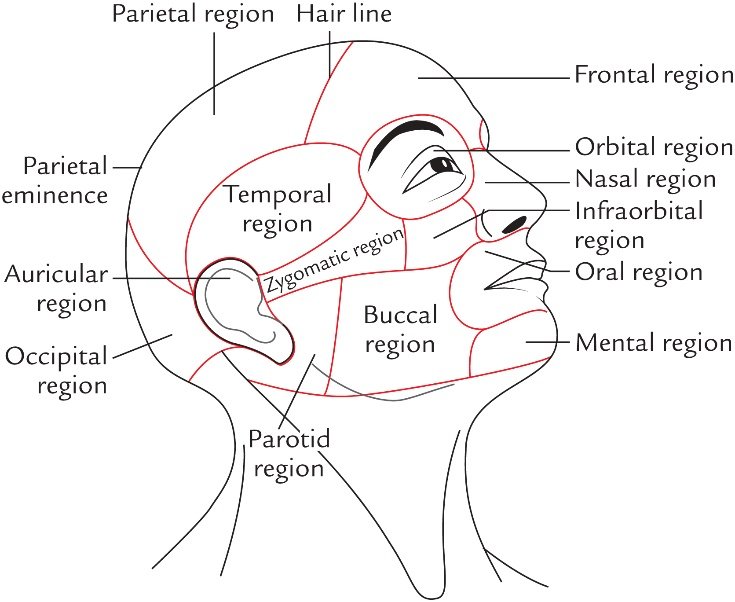 Parietal region
Hair line
Frontal region
Orbital region
Nasal region
Infraorbital
region
Oral region
Mental region
Parietal
eminence
Temporal
region
Zygomatic region
Auricular
region
Buccal
region
Occipital
region
Parotid
region